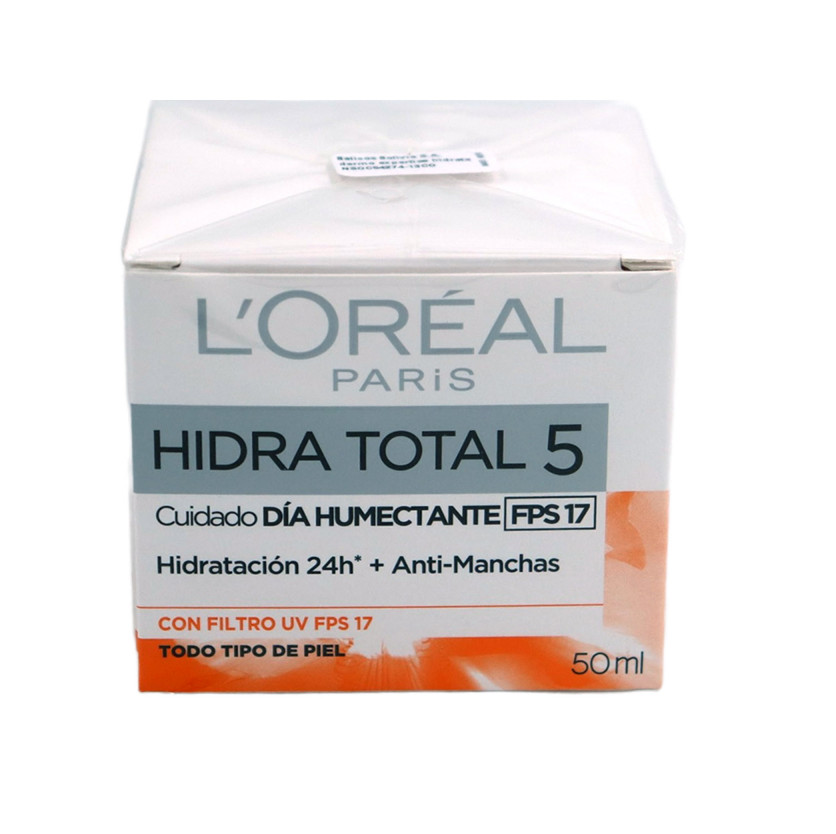 L'ORÉAL
PARiS
HIDRA TOTAL 5
Cuidado DÍA HUMECTANTE FPS 17
Hidratación 24h* + Anti-Manchas
CON FILTRO UV FPS 17
TODO TIPO DE PIEL
50ml